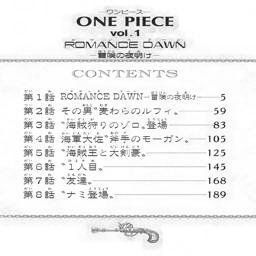 ワンピース
ONE PIECE
vol.1
ROMANCE DAWN
―冒険の夜明け―
CONTENTS
第1話 ROMANCE DAWN―冒険の夜明け― 5
第2話 その男“麦わらのルフィ” 59
第3話 “海賊狩りのゾロ”登場 83
第4話 海軍大佐“斧手のモーガン” 105
第5話 “海賊王と大剣豪” 125
第6話 “1人目” 145
第7話 “友達” 168
第8話 “ナミ登場” 189